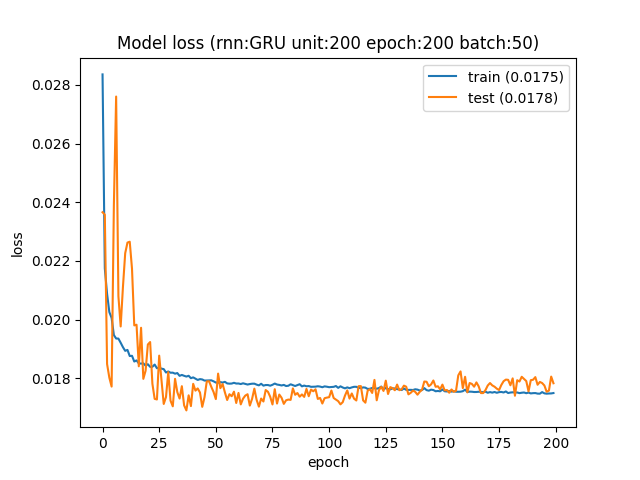 Model loss (rnn:GRU unit:200 epoch:200 batch:50)
train (0.0175)
test (0.0178)
loss
0.028
0.026
0.024
0.022
0.020
0.018
0 25 50 75 100 125 150 175 200
epoch